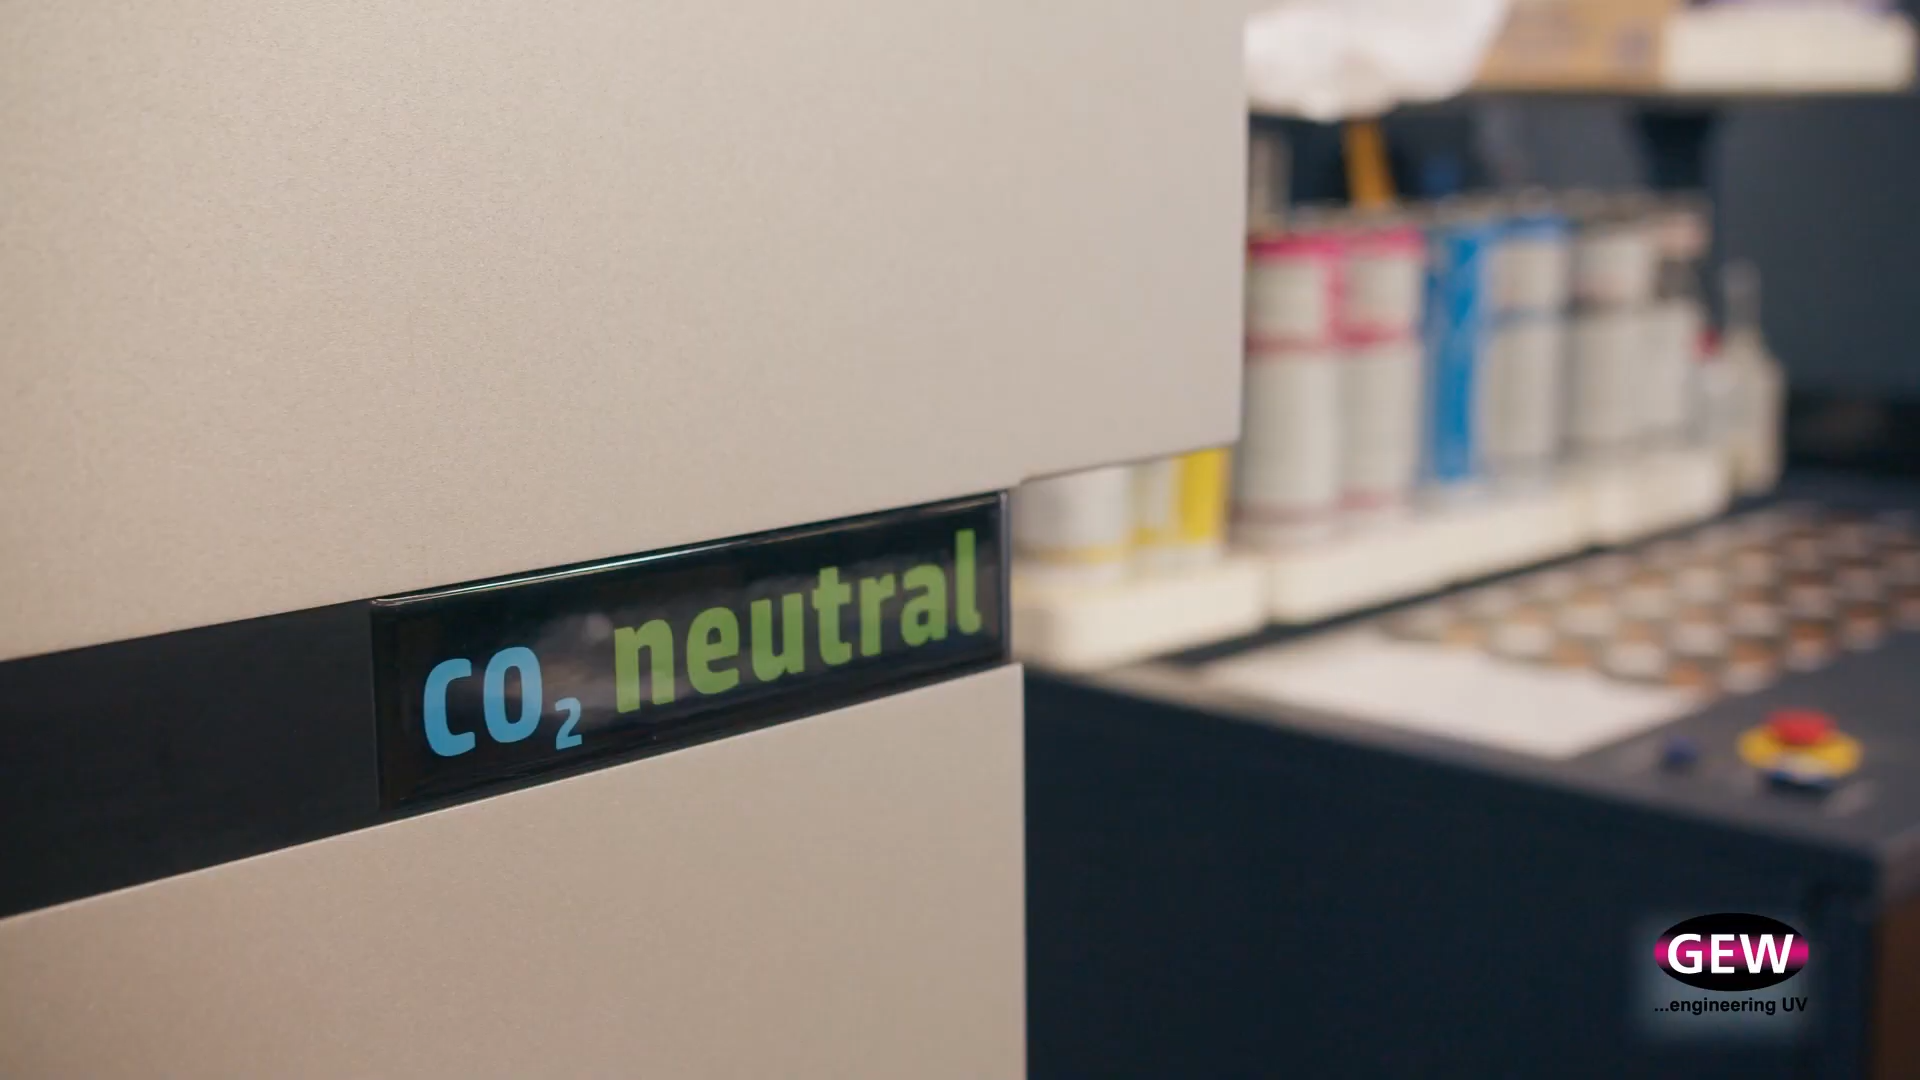 co₂ neutral
GEW
...engineering UV